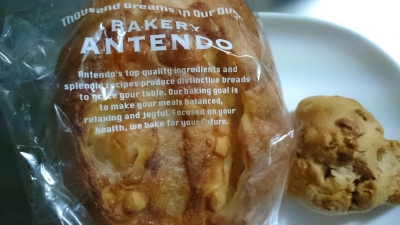 Thousand Dreams In Our Oven
BAKERY
ANTENDO
Antendo's top quality ingredients and
splendid recipes produce distinctive breads
to grace your table. Our baking goal is
to make your meals balanced,
relaxing and joyful. Focused on your
health, we bake for your future.